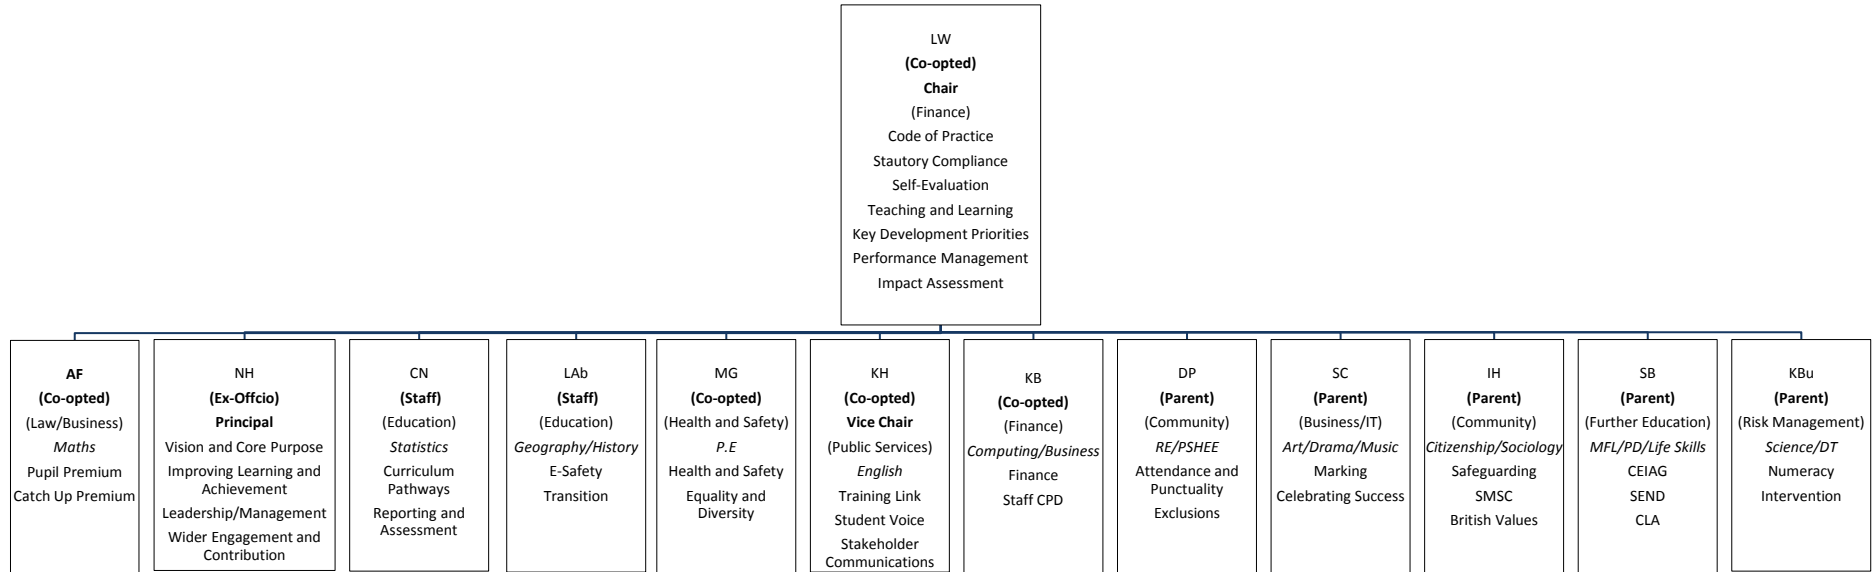 LW
(Co-opted)
Chair
(Finance)
Code of Practice
Stautory Compliance
Self-Evaluation
Teaching and Learning
Key Development Priorities
Performance Management
Impact Assessment
AF
(Co-opted)
(Law/Business)
Maths
Pupil Premium
Catch Up Premium
NH
(Ex-Offcio)
Principal
Vision and Core Purpose
Improving Learning and
Achievement
Leadership/Management
Wider Engagement and
Contribution
CN
(Staff)
(Education)
Statistics
Curriculum
Pathways
Reporting and
Assessment
LAb
(Staff)
(Education)
Geography/History
E-Safety
Transition
MG
(Co-opted)
(Health and Safety)
P.E
Health and Safety
Equality and
Diversity
KH
(Co-opted)
Vice Chair
(Public Services)
English
Training Link
Student Voice
Stakeholder
Communications
KB
(Co-opted)
(Finance)
Computing/Business
Finance
Staff CPD
DP
(Parent)
(Community)
RE/PSHEE
Attendance and
Punctuality
Exclusions
SC
(Parent)
(Business/IT)
Art/Drama/Music
Marking
Celebrating Success
IH
(Parent)
(Community)
Citizenship/Sociology
Safeguarding
SMSC
British Values
SB
(Parent)
(Further Education)
MFL/PD/Life Skills
CEIAG
SEND
CLA
KBu
(Parent)
(Risk Management)
Science/DT
Numeracy
Intervention